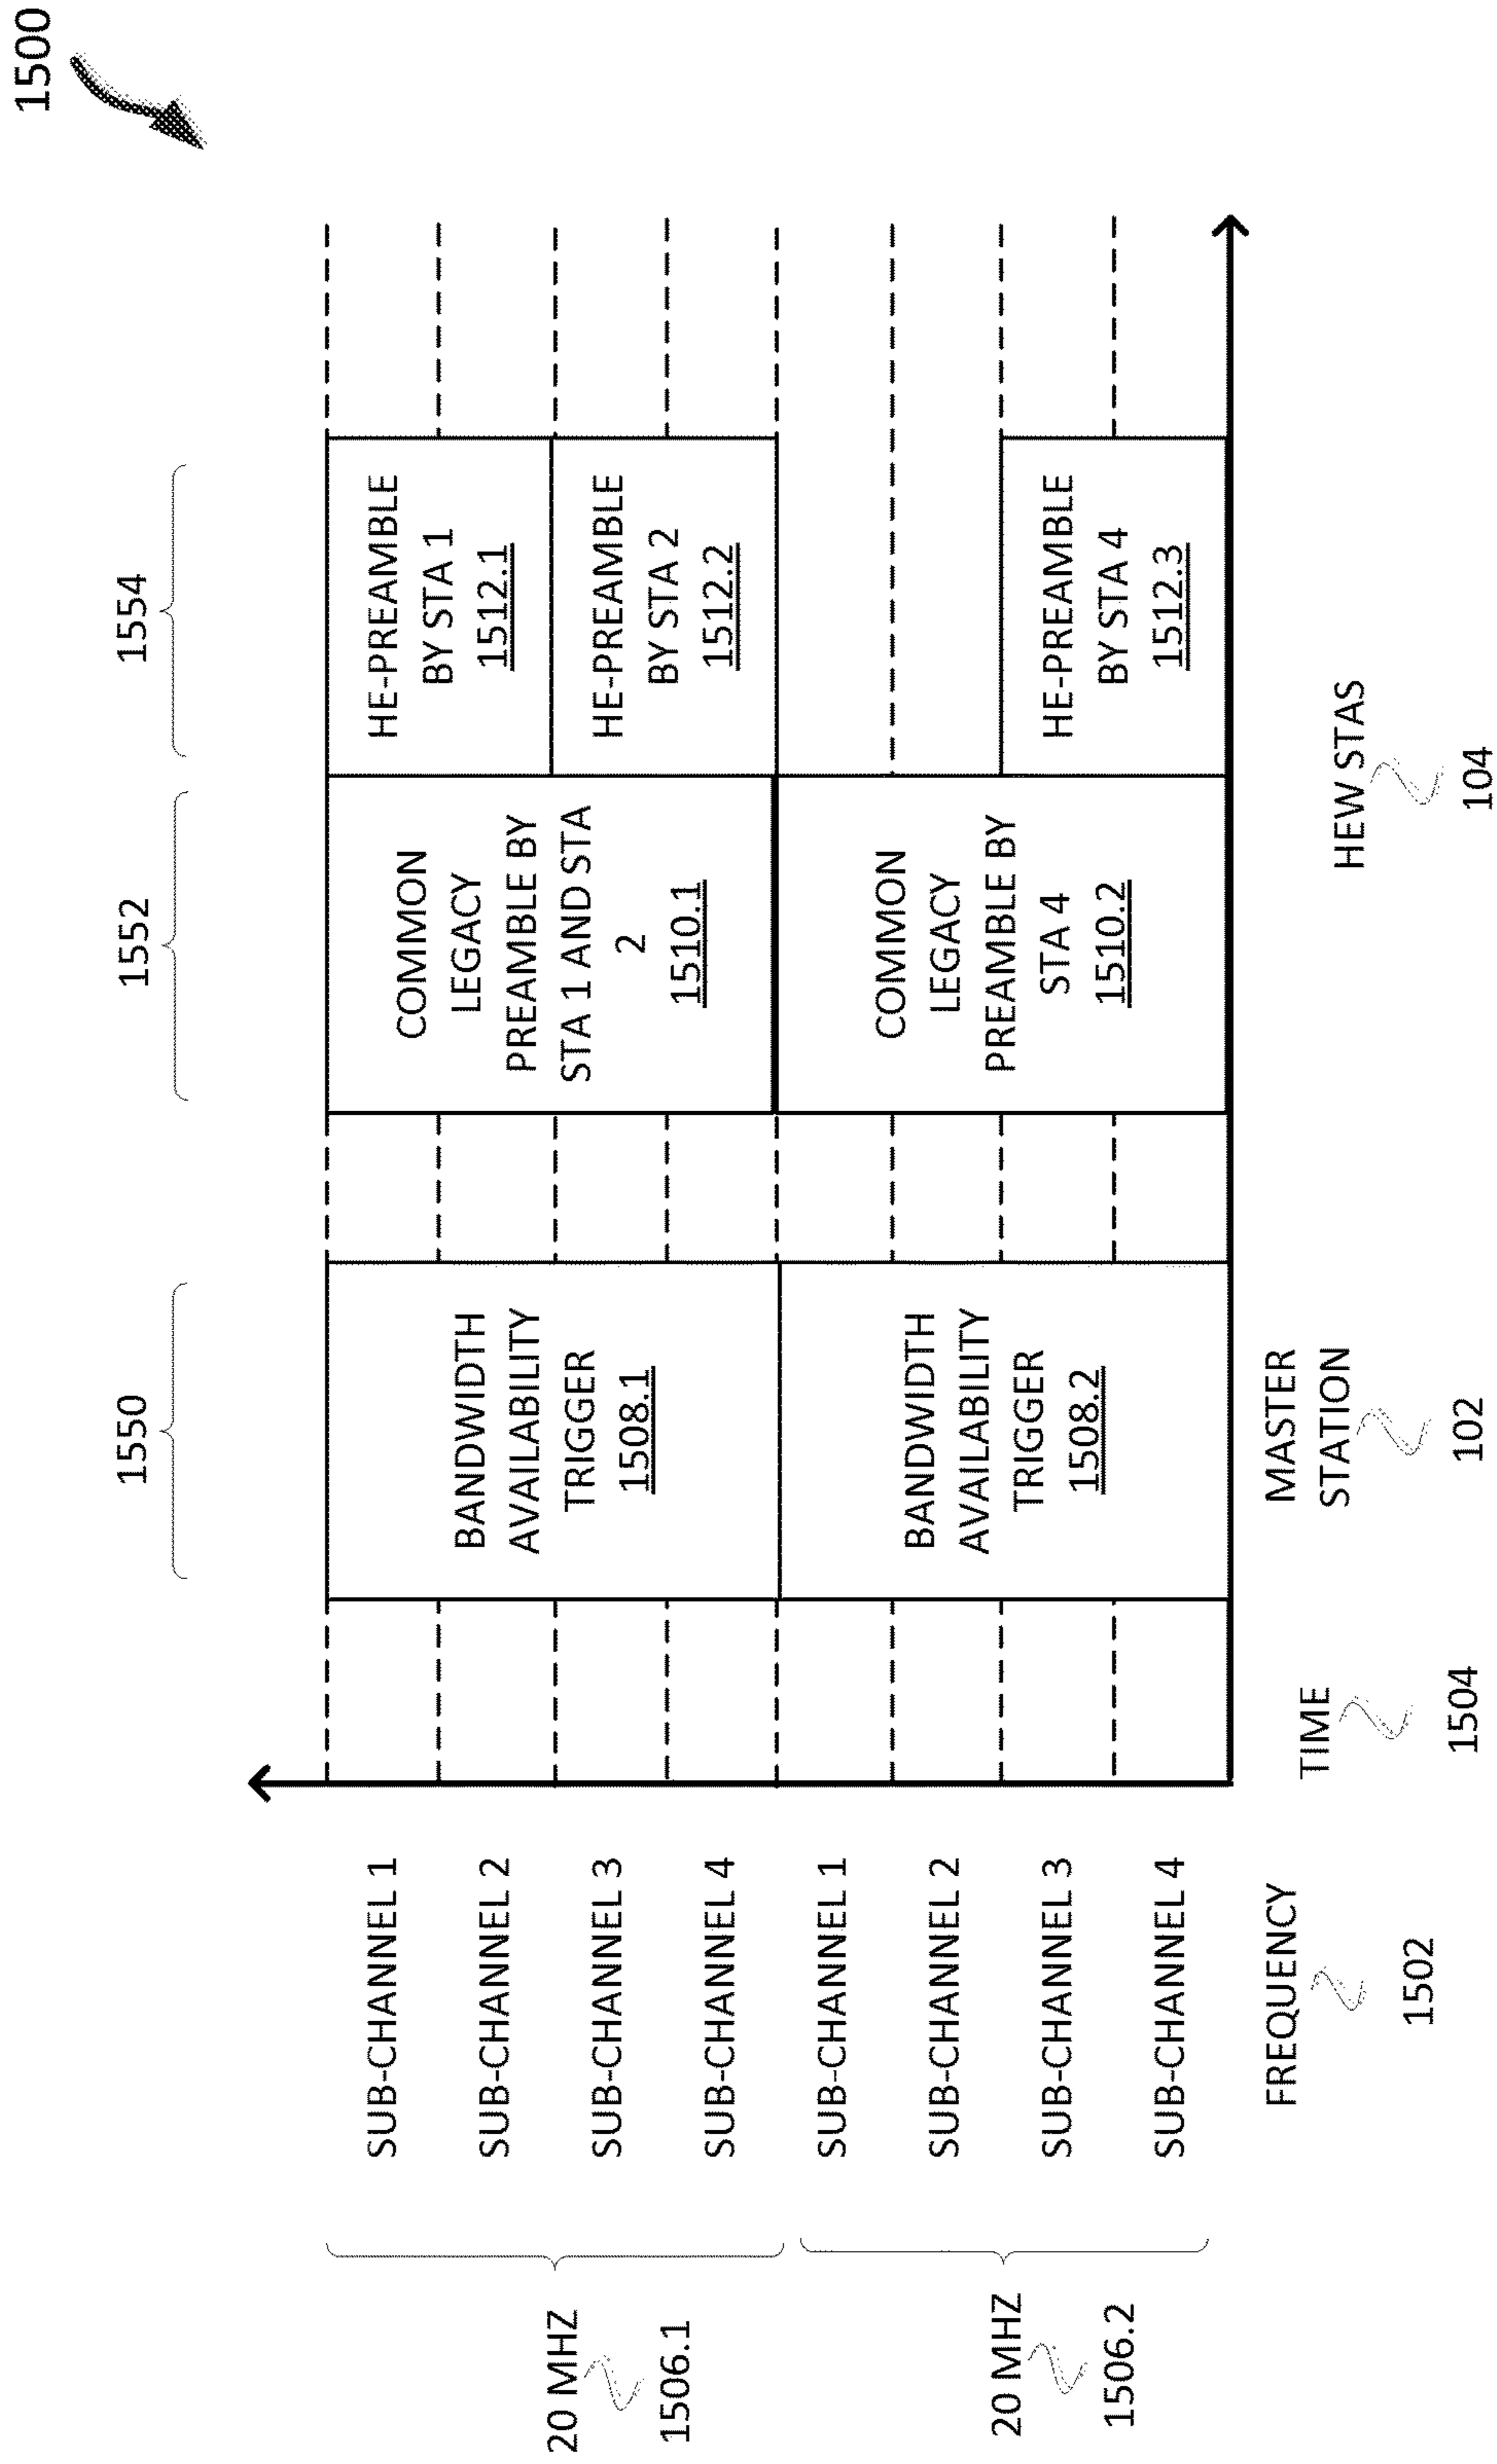 1500
1550
1552
1554
20 MHZ
1506.1
20 MHZ
1506.2
SUB-CHANNEL 1
SUB-CHANNEL 2
SUB-CHANNEL 3
SUB-CHANNEL 4
SUB-CHANNEL 1
SUB-CHANNEL 2
SUB-CHANNEL 3
SUB-CHANNEL 4
BANDWIDTH
AVAILABILITY
TRIGGER
1508.1
BANDWIDTH
AVAILABILITY
TRIGGER
1508.2
COMMON
LEGACY
PREAMBLE BY
STA 1 AND STA
2
1510.1
COMMON
LEGACY
PREAMBLE BY
STA 4
1510.2
HE-PREAMBLE
BY STA 1
1512.1
HE-PREAMBLE
BY STA 2
1512.2
HE-PREAMBLE
BY STA 4
1512.3
FREQUENCY
1502
TIME
1504
MASTER
STATION
102
HEW STAS
104